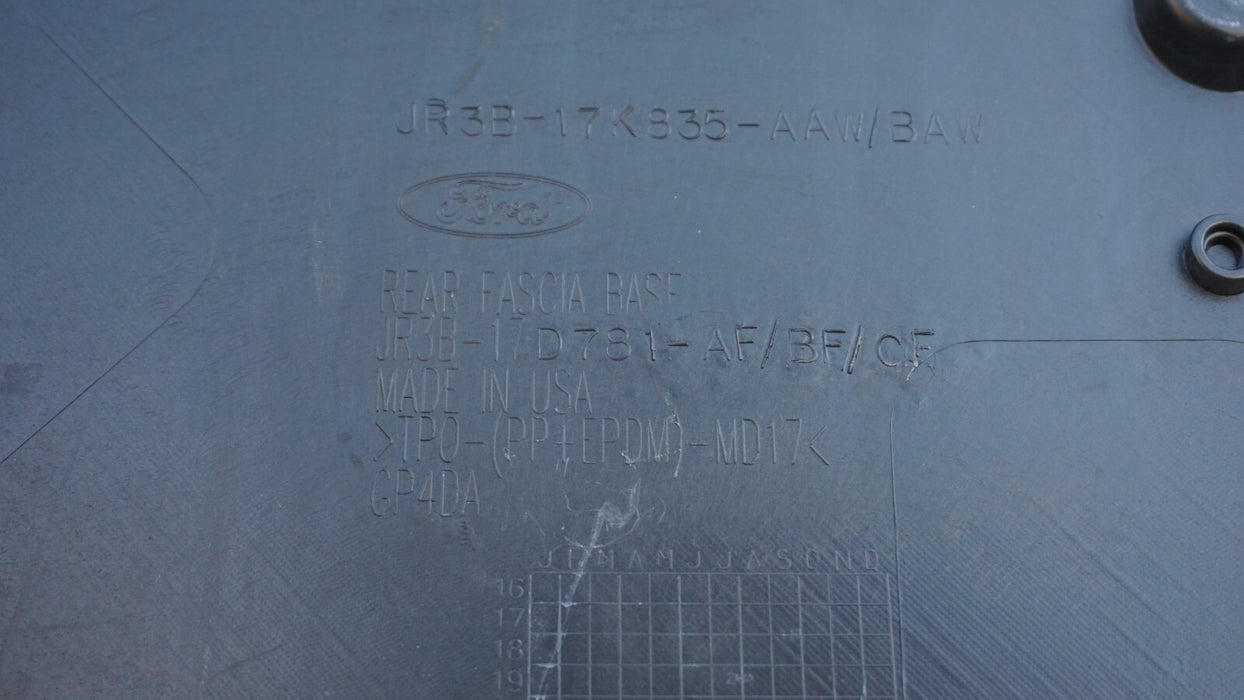 JR3B-17K835-AAW/BAW
Ford
REAR FASCIA BASE
JR3B-17D781-AF/BF/CF
MADE IN USA
>TPO-(PP+EPDM)-MD17<
GP4DA
J F M A M J J A S O N D
16
17
18
19